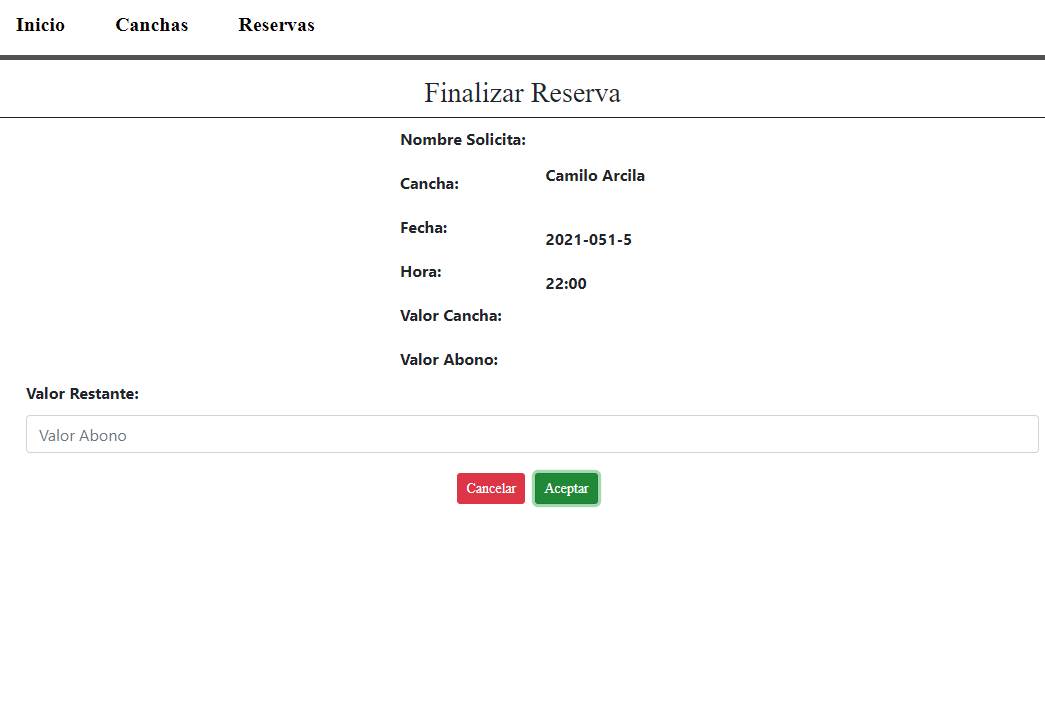 Inicio Canchas Reservas
Finalizar Reserva
Nombre Solicita:
Camilo Arcila
Cancha:
Fecha:
2021-051-5
Hora:
22:00
Valor Cancha:
Valor Abono:
Valor Restante:
Valor Abono
Cancelar Aceptar